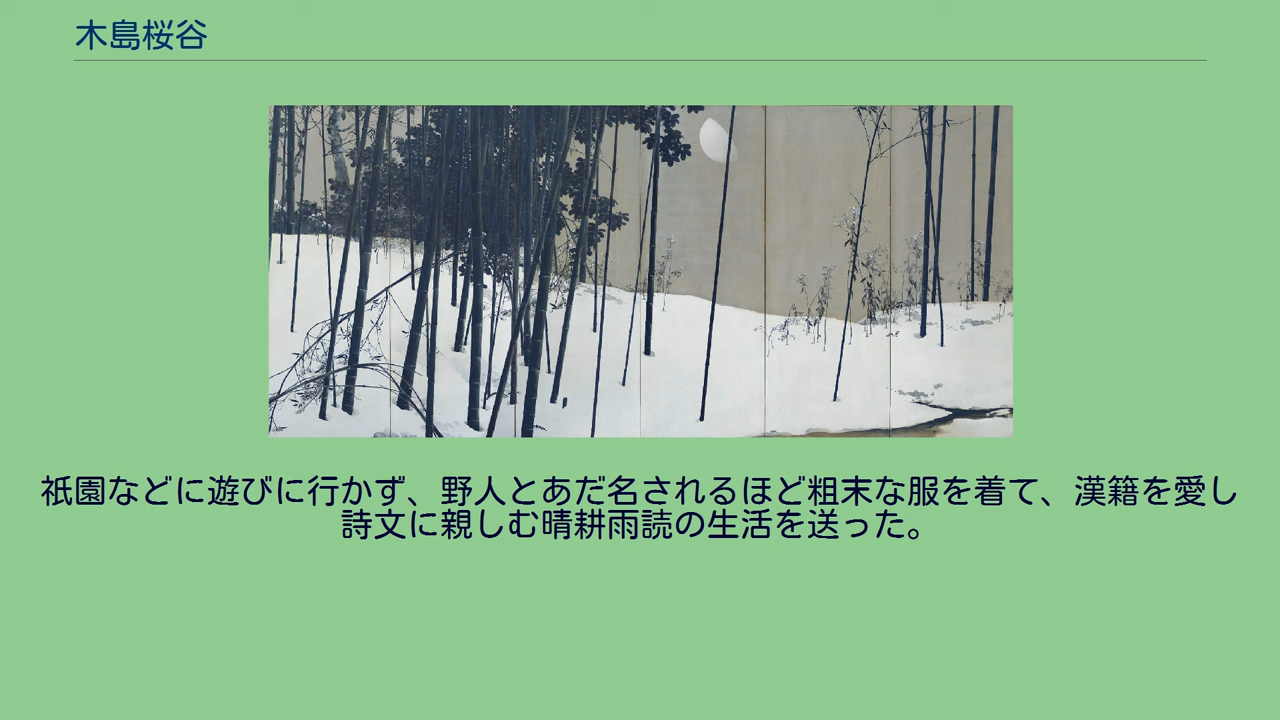 木島桜谷
祇園などに遊びに行かず、野人とあだ名されるほど粗末な服を着て、漢籍を愛し
詩文に親しむ晴耕雨読の生活を送った。